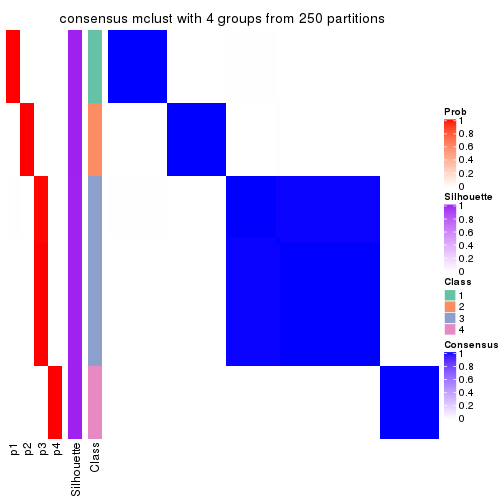 consensus mclust with 4 groups from 250 partitions
Prob
1
0.8
0.6
0.4
0.2
0
Silhouette
1
0.8
0.6
0.4
0.2
0
Class
1
2
3
4
Consensus
1
0.8
0.6
0.4
0.2
0
p1
p2
p3
p4
Silhouette
Class